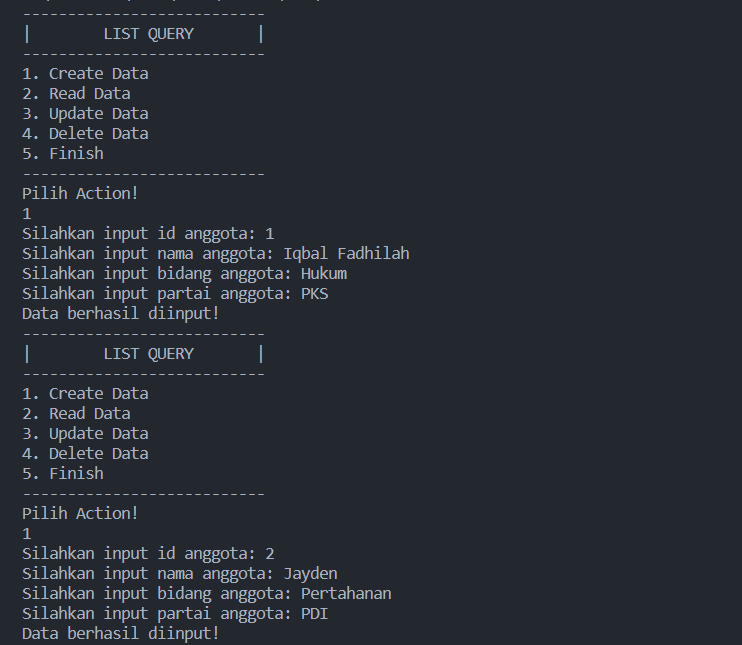 ---------------------------
|        LIST QUERY       |
---------------------------
1. Create Data
2. Read Data
3. Update Data
4. Delete Data
5. Finish
---------------------------
Pilih Action!
1
Silahkan input id anggota: 1
Silahkan input nama anggota: Iqbal Fadhilah
Silahkan input bidang anggota: Hukum
Silahkan input partai anggota: PKS
Data berhasil diinput!
---------------------------
|        LIST QUERY       |
---------------------------
1. Create Data
2. Read Data
3. Update Data
4. Delete Data
5. Finish
---------------------------
Pilih Action!
1
Silahkan input id anggota: 2
Silahkan input nama anggota: Jayden
Silahkan input bidang anggota: Pertahanan
Silahkan input partai anggota: PDI
Data berhasil diinput!